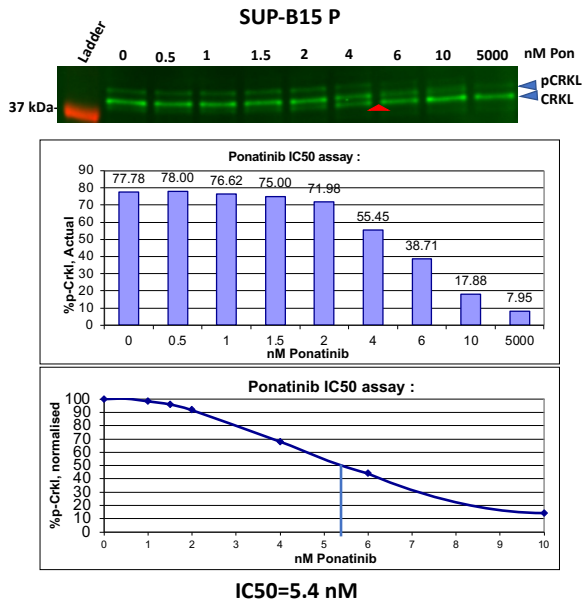 SUP-B15 P
Ladder 0 0.5 1 1.5 2 4 6 10 5000 nM Pon
pCRKL
CRKL
37 kDa-
Ponatinib IC50 assay :
%p-Crkl, Actual
90
80
70
60
50
40
30
20
10
0
77.78 78.00 76.62 75.00 71.98 55.45 38.71 17.88 7.95
0 0.5 1 1.5 2 4 6 10 5000
nM Ponatinib
Ponatinib IC50 assay :
%p-Crkl, normalised
100
90
80
70
60
50
40
30
20
10
0
0 1 2 3 4 5 6 7 8 9 10
nM Ponatinib
IC50=5.4 nM